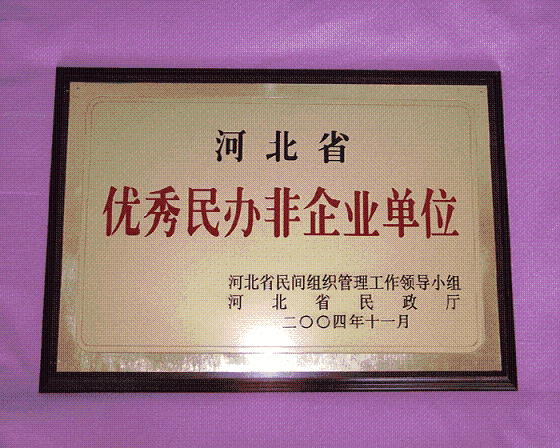 河北省
优秀民办非企业单位
河北省民间组织管理工作领导小组
河北省民政厅
二〇〇四年十一月